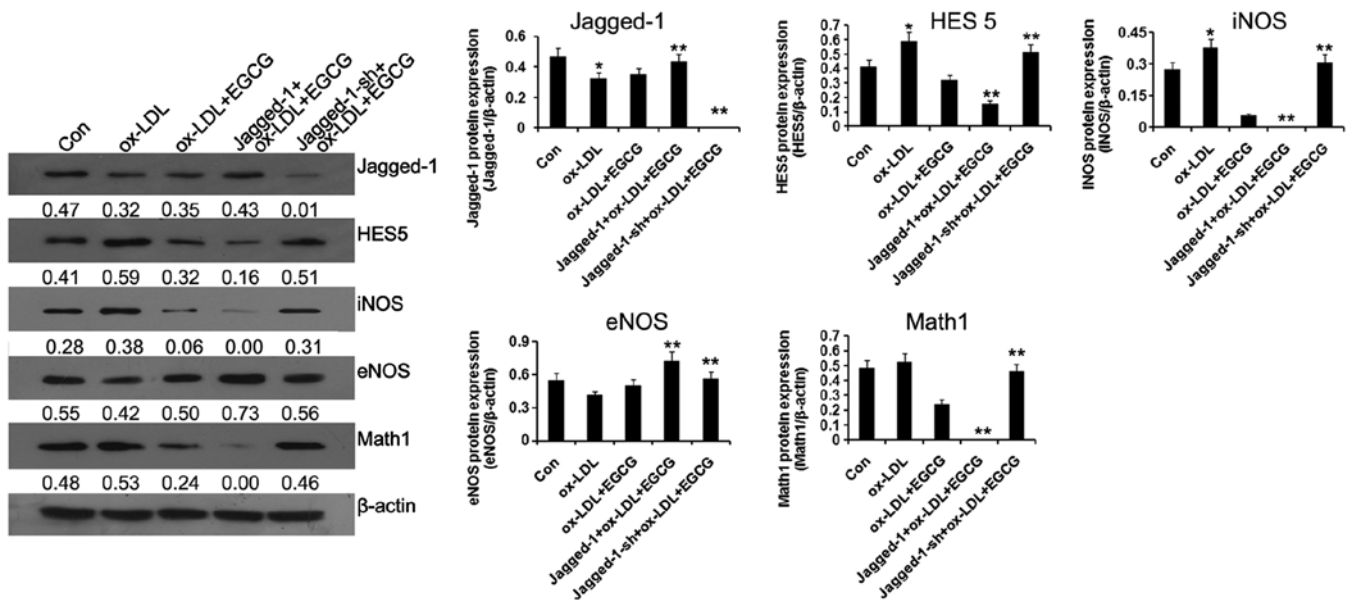 Con
ox-LDL
ox-LDL+EGCG
Jagged-1+
ox-LDL+EGCG
Jagged-1-sh+
ox-LDL+EGCG
Jagged-1
0.47 0.32 0.35 0.43 0.01
HES5
0.41 0.59 0.32 0.16 0.51
iNOS
0.28 0.38 0.06 0.00 0.31
eNOS
0.55 0.42 0.50 0.73 0.56
Math1
0.48 0.53 0.24 0.00 0.46
β-actin
Jagged-1
Jagged-1 protein expression
(Jagged-1/β-actin)
0.6
0.4
0.2
0
*
**
**
Con
ox-LDL
ox-LDL+EGCG
Jagged-1+ox-LDL+EGCG
Jagged-1-sh+ox-LDL+EGCG
HES 5
HES5 protein expression
(HES5/β-actin)
0.7
0.6
0.5
0.4
0.3
0.2
0.1
0
*
**
**
Con
ox-LDL
ox-LDL+EGCG
Jagged-1+ox-LDL+EGCG
Jagged-1-sh+ox-LDL+EGCG
iNOS
INOS protein expression
(INOS/β-actin)
0.45
0.3
0.15
0
*
**
**
Con
ox-LDL
ox-LDL+EGCG
Jagged-1+ox-LDL+EGCG
Jagged-1-sh+ox-LDL+EGCG
eNOS
eNOS protein expression
(eNOS/β-actin)
0.9
0.6
0.3
0
**
**
Con
ox-LDL
ox-LDL+EGCG
Jagged-1+ox-LDL+EGCG
Jagged-1-sh+ox-LDL+EGCG
Math1
Math1 protein expression
(Math1/β-actin)
0.7
0.6
0.5
0.4
0.3
0.2
0.1
0
**
**
Con
ox-LDL
ox-LDL+EGCG
Jagged-1+ox-LDL+EGCG
Jagged-1-sh+ox-LDL+EGCG